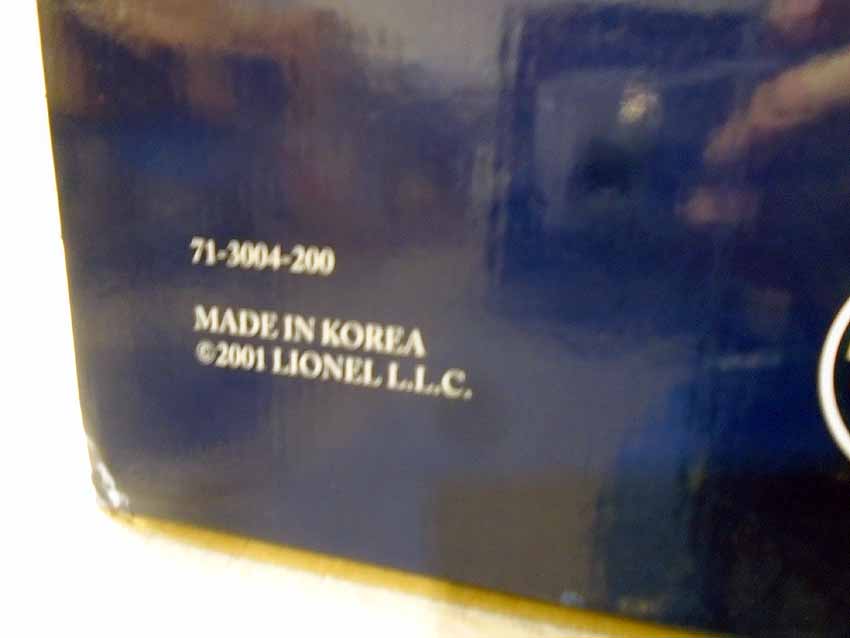 71-3004-200
MADE IN KOREA
©2001 LIONEL L.L.C.